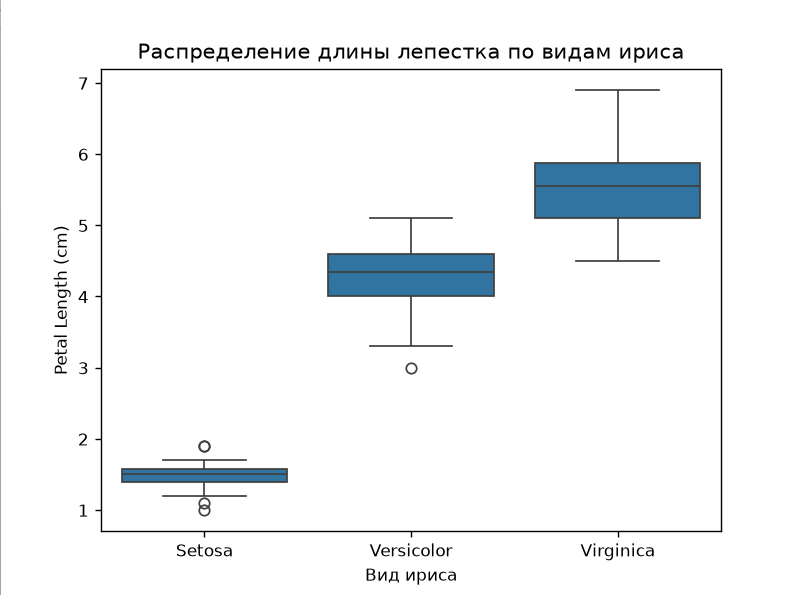 Распределение длины лепестка по видам ириса
Petal Length (cm)
7
6
5
4
3
2
1
Setosa Versicolor Virginica
Вид ириса